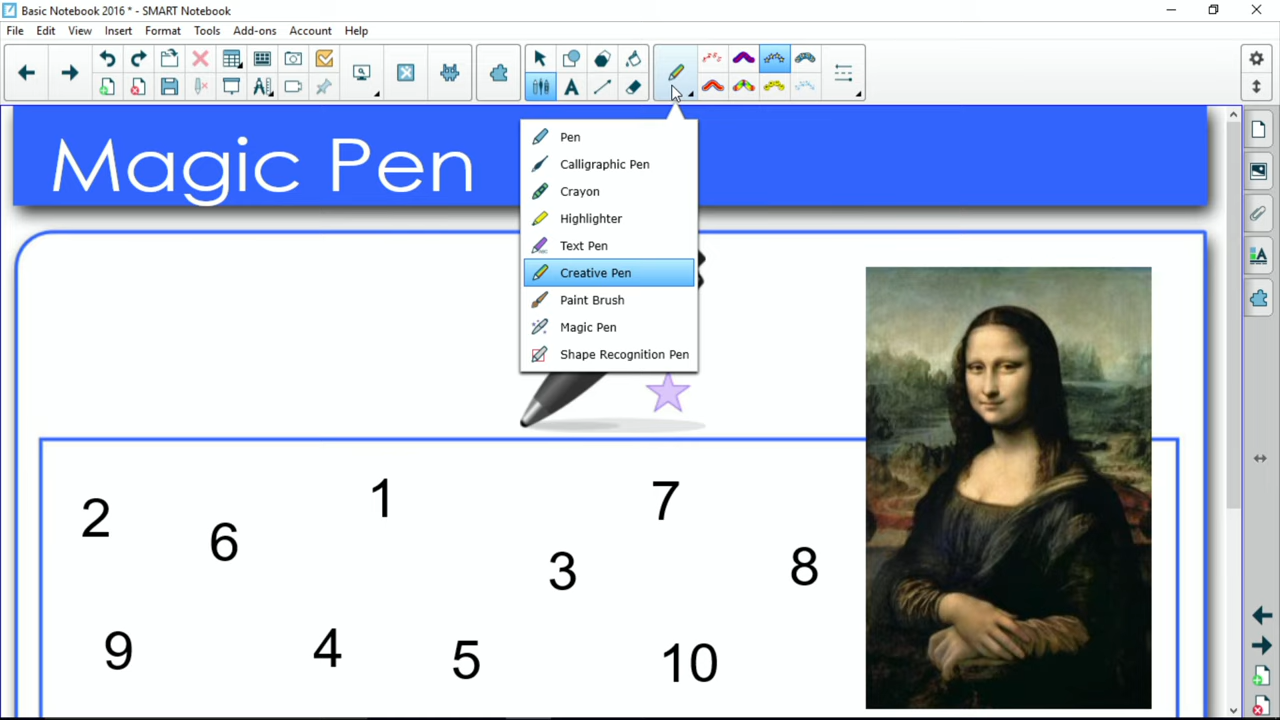 Basic Notebook 2016 * - SMART Notebook
File Edit View Insert Format Tools Add-ons Account Help
Magic Pen
Pen
Calligraphic Pen
Crayon
Highlighter
Text Pen
Creative Pen
Paint Brush
Magic Pen
Shape Recognition Pen
1 7
2 6 3 8
9 4 5 10